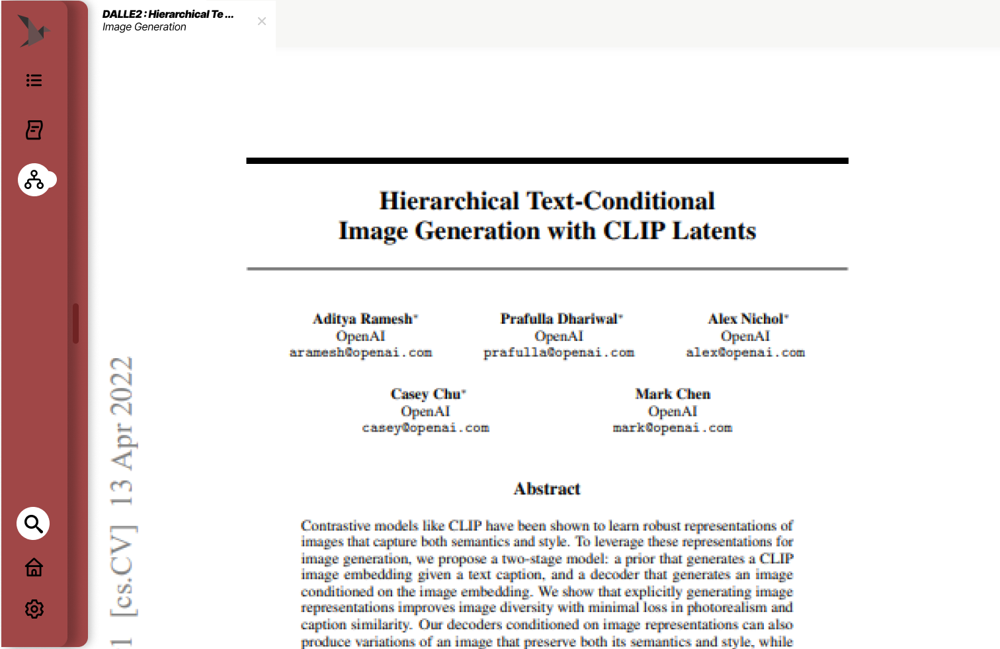 DALLE2 : Hierarchical Te ...
Image Generation
Hierarchical Text-Conditional
Image Generation with CLIP Latents
Aditya Ramesh*
OpenAI
aramesh@openai.com
Prafulla Dhariwal*
OpenAI
prafulla@openai.com
Alex Nichol*
OpenAI
alex@openai.com
Casey Chu*
OpenAI
casey@openai.com
Mark Chen
OpenAI
mark@openai.com
1 [cs.CV] 13 Apr 2022
Abstract
Contrastive models like CLIP have been shown to learn robust representations of
images that capture both semantics and style. To leverage these representations for
image generation, we propose a two-stage model: a prior that generates a CLIP
image embedding given a text caption, and a decoder that generates an image
conditioned on the image embedding. We show that explicitly generating image
representations improves image diversity with minimal loss in photorealism and
caption similarity. Our decoders conditioned on image representations can also
produce variations of an image that preserve both its semantics and style, while